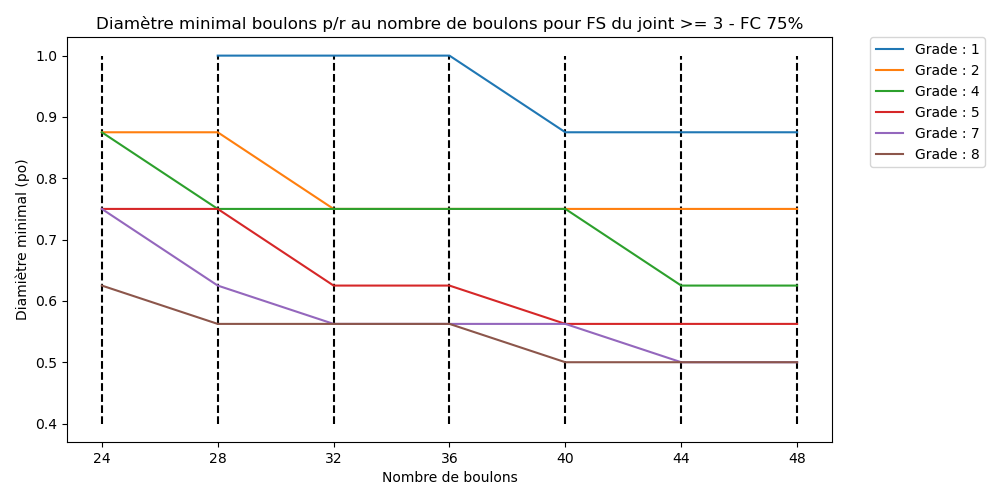 Diamètre minimal boulons p/r au nombre de boulons pour FS du joint >= 3 - FC 75%
Grade : 1
Grade : 2
Grade : 4
Grade : 5
Grade : 7
Grade : 8
Diamiètre minimal (po)
1.0
0.9
0.8
0.7
0.6
0.5
0.4
24 28 32 36 40 44 48
Nombre de boulons